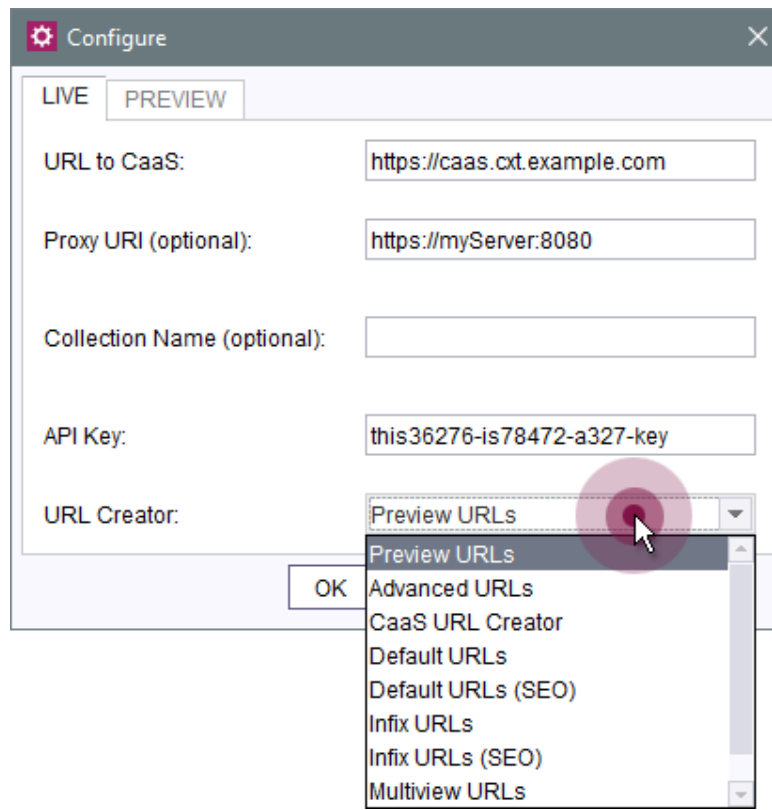 Configure
LIVE PREVIEW
URL to CaaS: https://caas.cxt.example.com
Proxy URI (optional): https://myServer:8080
Collection Name (optional):
API Key: this36276-is78472-a327-key
URL Creator: Preview URLs
Preview URLs
OK Advanced URLs
CaaS URL Creator
Default URLs
Default URLs (SEO)
Infix URLs
Infix URLs (SEO)
Multiview URLs